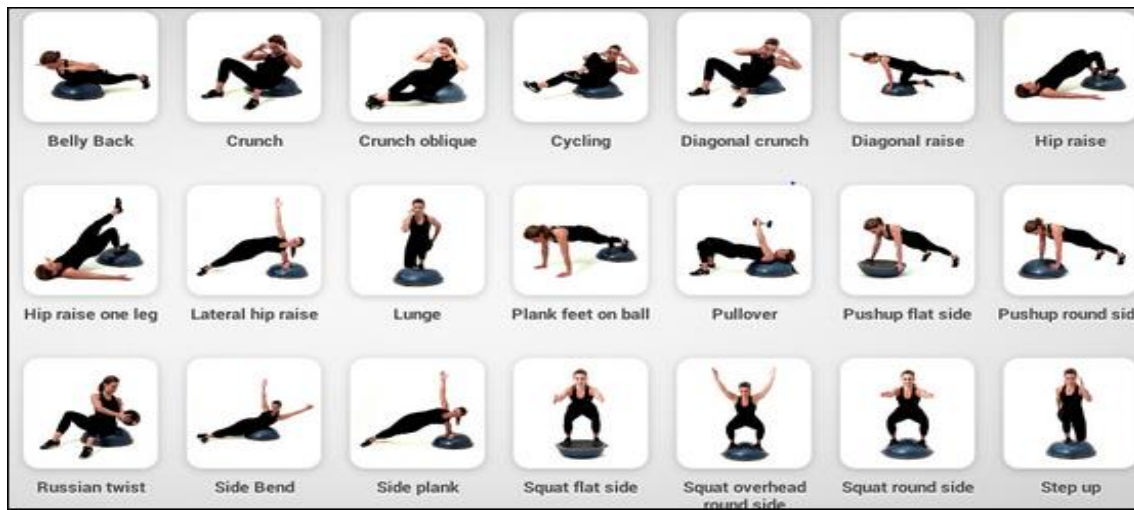 Belly Back
Crunch
Crunch oblique
Cycling
Diagonal crunch
Diagonal raise
Hip raise
Hip raise one leg
Lateral hip raise
Lunge
Plank feet on ball
Pullover
Pushup flat side
Pushup round sid
Russian twist
Side Bend
Side plank
Squat flat side
Squat overhead
round side
Squat round side
Step up